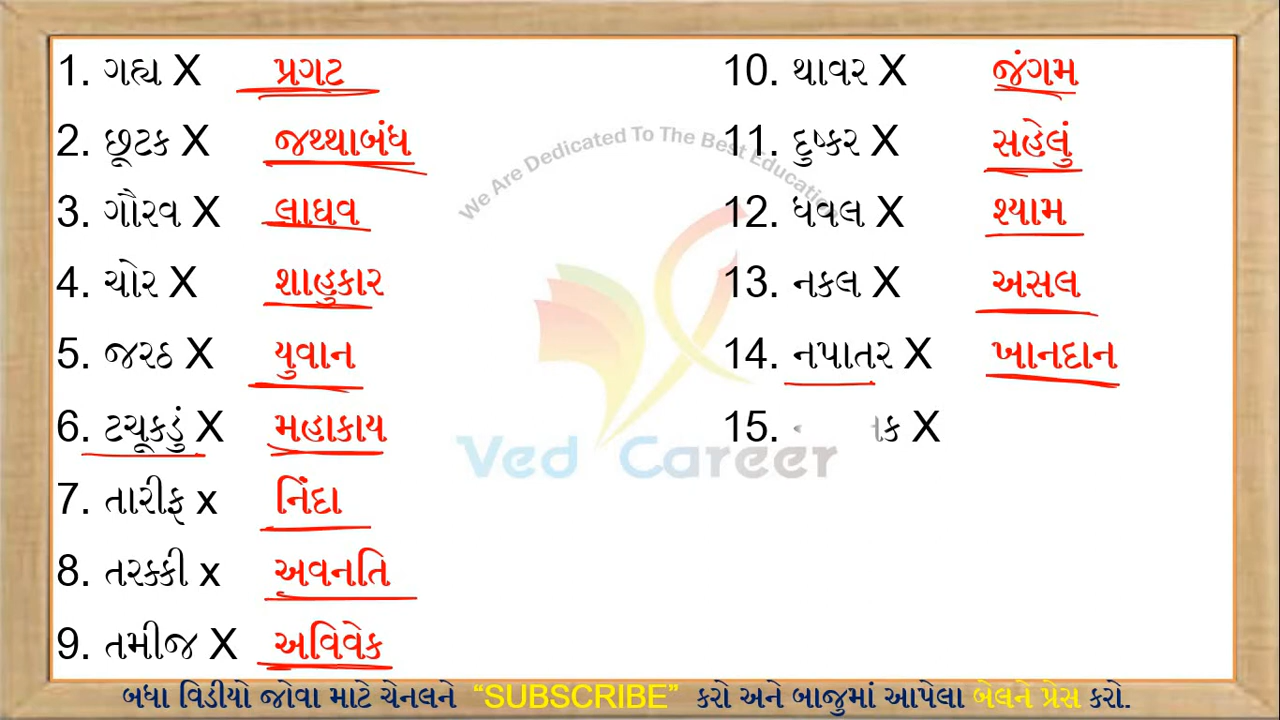 1. ગહ્ય X પ્રગટ
2. છૂટક X જથ્થાબંધ
3. ગૌરવ X લાઘવ
4. ચોર X શાહુકાર
5. જરઠ X યુવાન
6. ટચૂકડું X મહાકાય
7. તારીફ x નિંદા
8. તરક્કી x અવનતિ
9. તમીજ X અવિવેક
10. થાવર X જંગમ
11. દુષ્કર X સહેલું
12. ધવલ X શ્યામ
13. નકલ X અસલ
14. નપાતર X ખાનદાન
15. X
We Are Dedicated To The Best Education
Ved Career
બધા વિડીયો જોવા માટે ચેનલને “SUBSCRIBE” કરો અને બાજુમાં આપેલા બેલને પ્રેસ કરો.